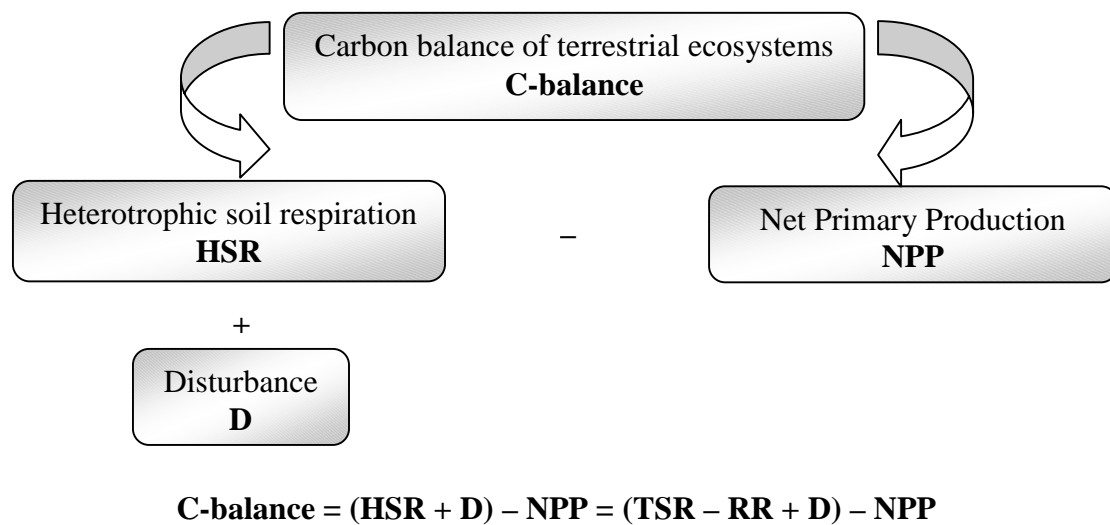 Carbon balance of terrestrial ecosystems
C-balance
Heterotrophic soil respiration
HSR
–
Net Primary Production
NPP
+
Disturbance
D
C-balance = (HSR + D) – NPP = (TSR – RR + D) – NPP